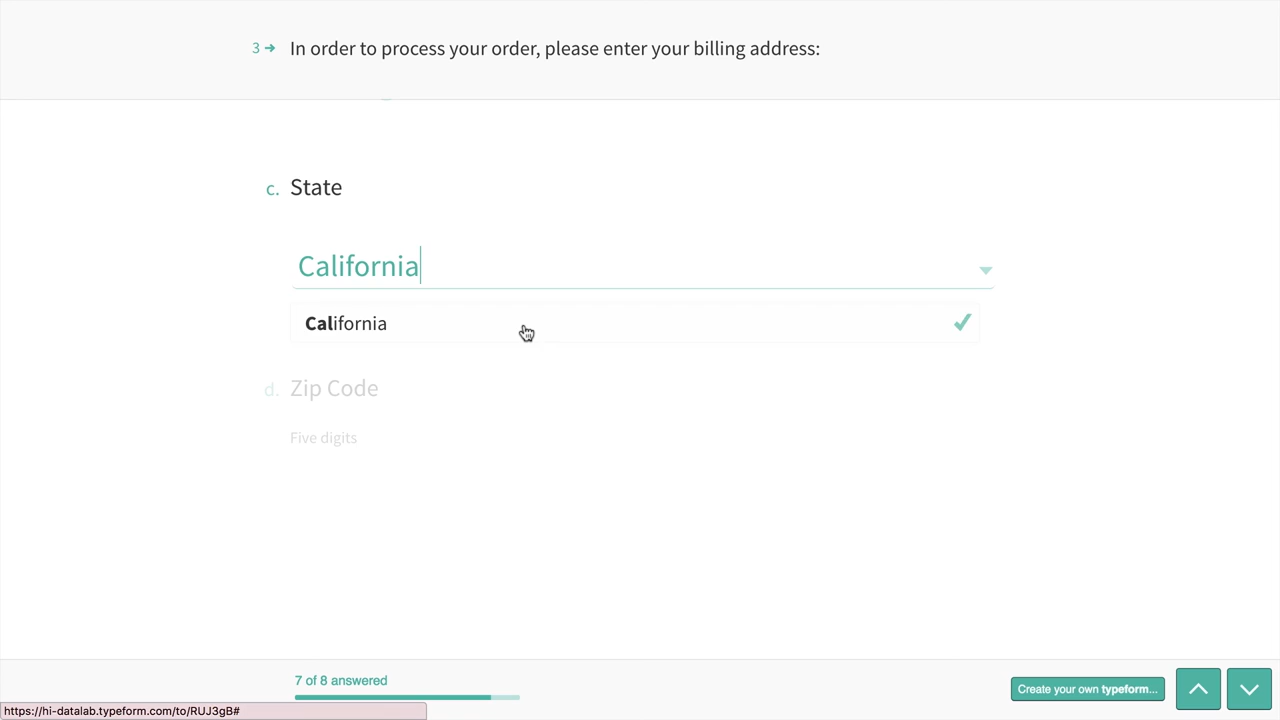 3 → In order to process your order, please enter your billing address:
c. State
California
California
d. Zip Code
Five digits
7 of 8 answered
Create your own typeform...
https://hi-datalab.typeform.com/to/RUJ3gB#